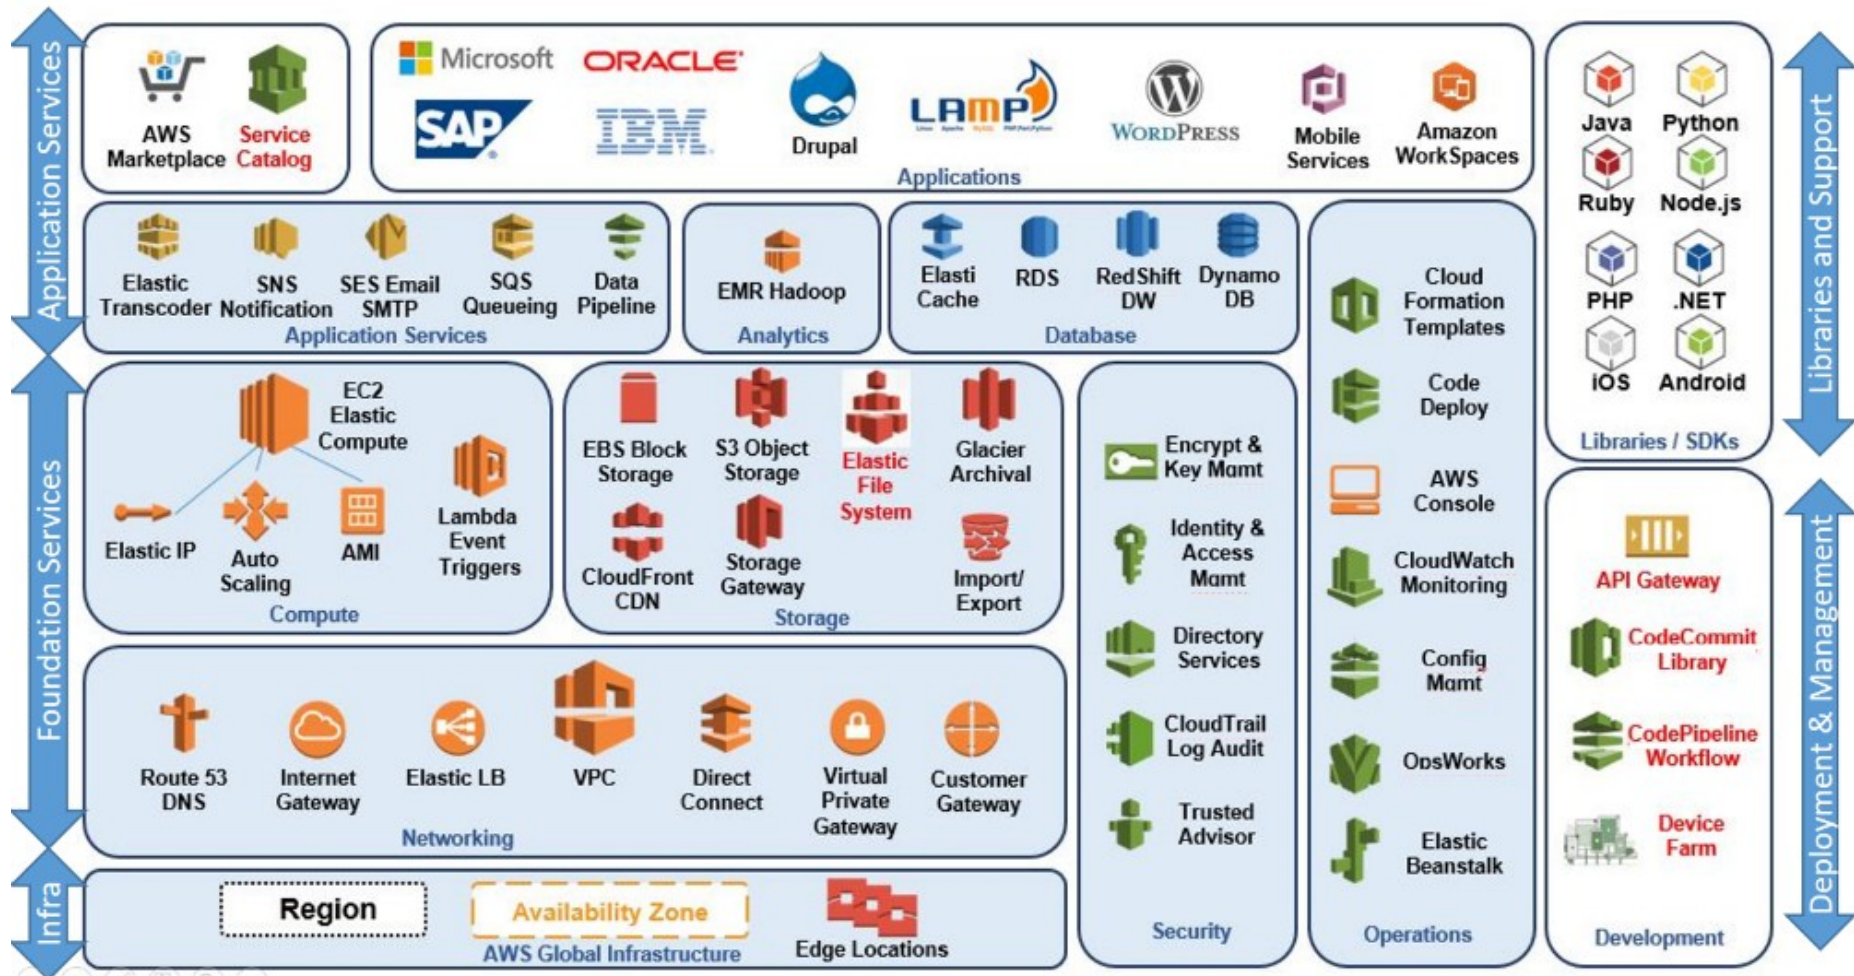 Application Services
AWS
Marketplace
Service
Catalog
Microsoft
ORACLE
SAP
IBM
Drupal
LAMP
Linux Apache MySQL PHP,Perl,Python
WORDPRESS
Mobile
Services
Amazon
WorkSpaces
Applications
Elastic
Transcoder
SNS
Notification
SES Email
SMTP
SQS
Queueing
Data
Pipeline
Application Services
EMR Hadoop
Analytics
Elasti
Cache
RDS
RedShift
DW
Dynamo
DB
Database
Foundation Services
EC2
Elastic
Compute
Elastic IP
Auto
Scaling
AMI
Lambda
Event
Triggers
Compute
EBS Block
Storage
S3 Object
Storage
Elastic
File
System
Glacier
Archival
CloudFront
CDN
Storage
Gateway
Import/
Export
Storage
Route 53
DNS
Internet
Gateway
Elastic LB
VPC
Direct
Connect
Virtual
Private
Gateway
Customer
Gateway
Networking
Infra
Region
Availability Zone
Edge Locations
AWS Global Infrastructure
Encrypt &
Key Mgmt
Identity &
Access
Mgmt
Directory
Services
CloudTrail
Log Audit
Trusted
Advisor
Security
Cloud
Formation
Templates
Code
Deploy
AWS
Console
CloudWatch
Monitoring
Config
Mgmt
OpsWorks
Elastic
Beanstalk
Operations
Java
Python
Ruby
Node.js
PHP
.NET
iOS
Android
Libraries / SDKs
Libraries and Support
API Gateway
CodeCommit
Library
CodePipeline
Workflow
Device
Farm
Development
Deployment & Management